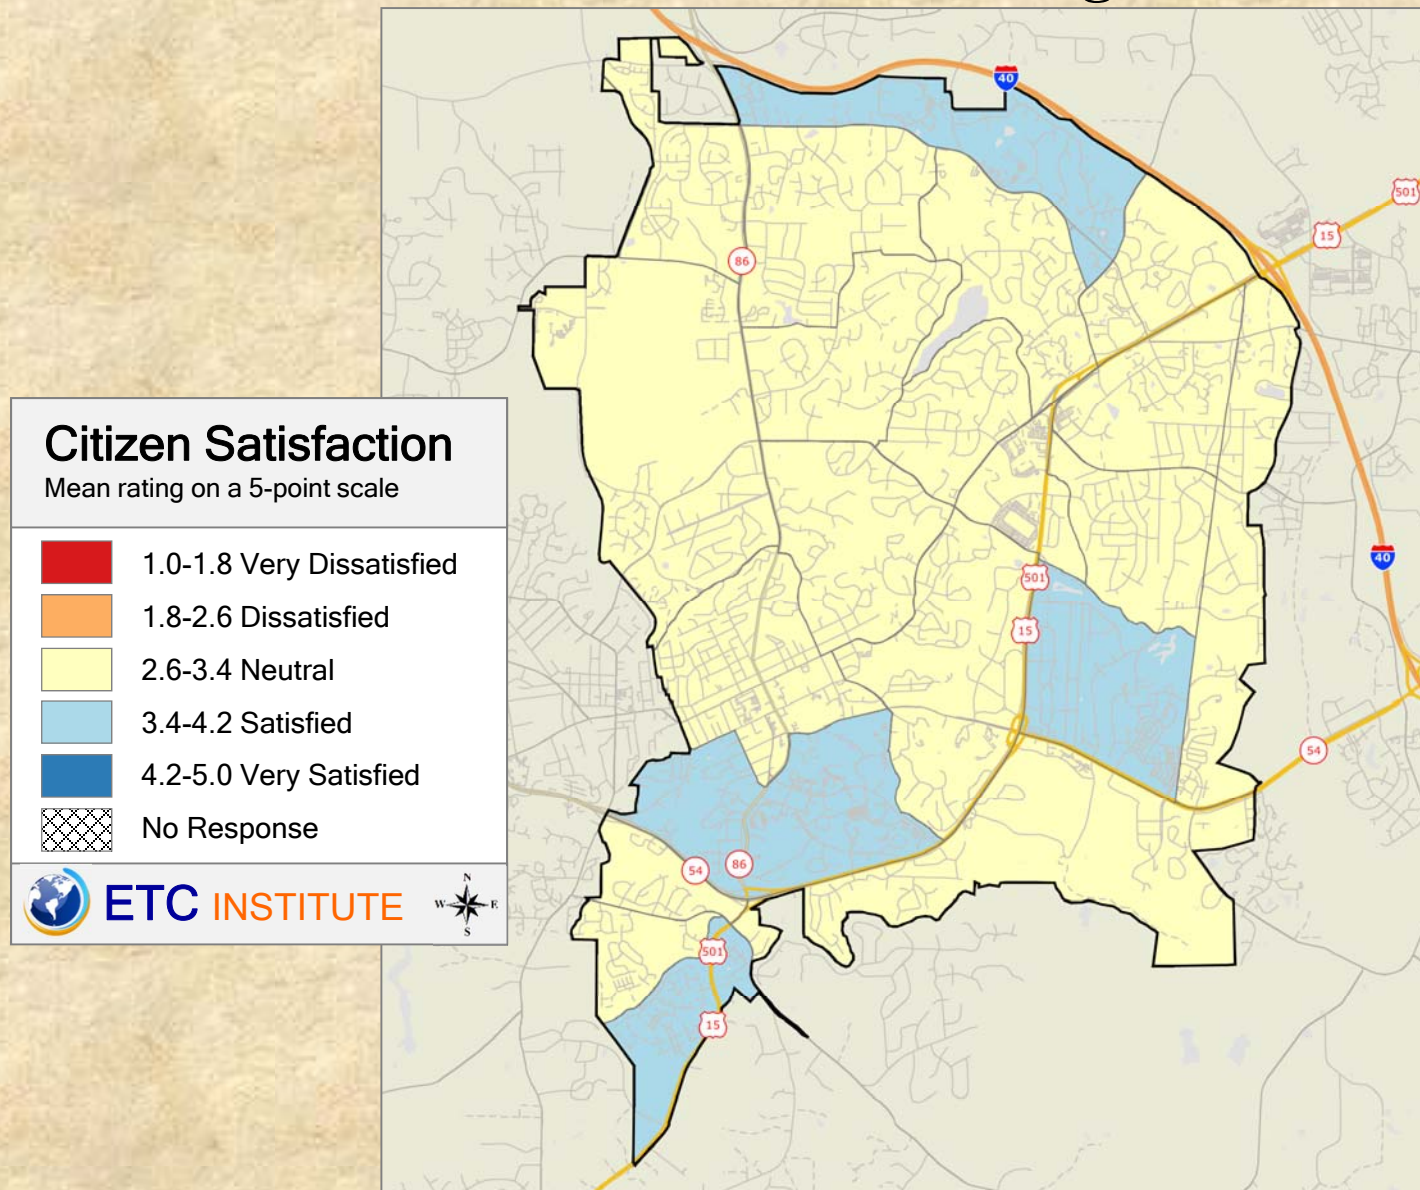 40
501
15
86
Citizen Satisfaction
Mean rating on a 5-point scale
1.0-1.8 Very Dissatisfied
1.8-2.6 Dissatisfied
2.6-3.4 Neutral
3.4-4.2 Satisfied
4.2-5.0 Very Satisfied
No Response
ETC INSTITUTE
N
W E
S
40
501
15
54
54
86
501
15